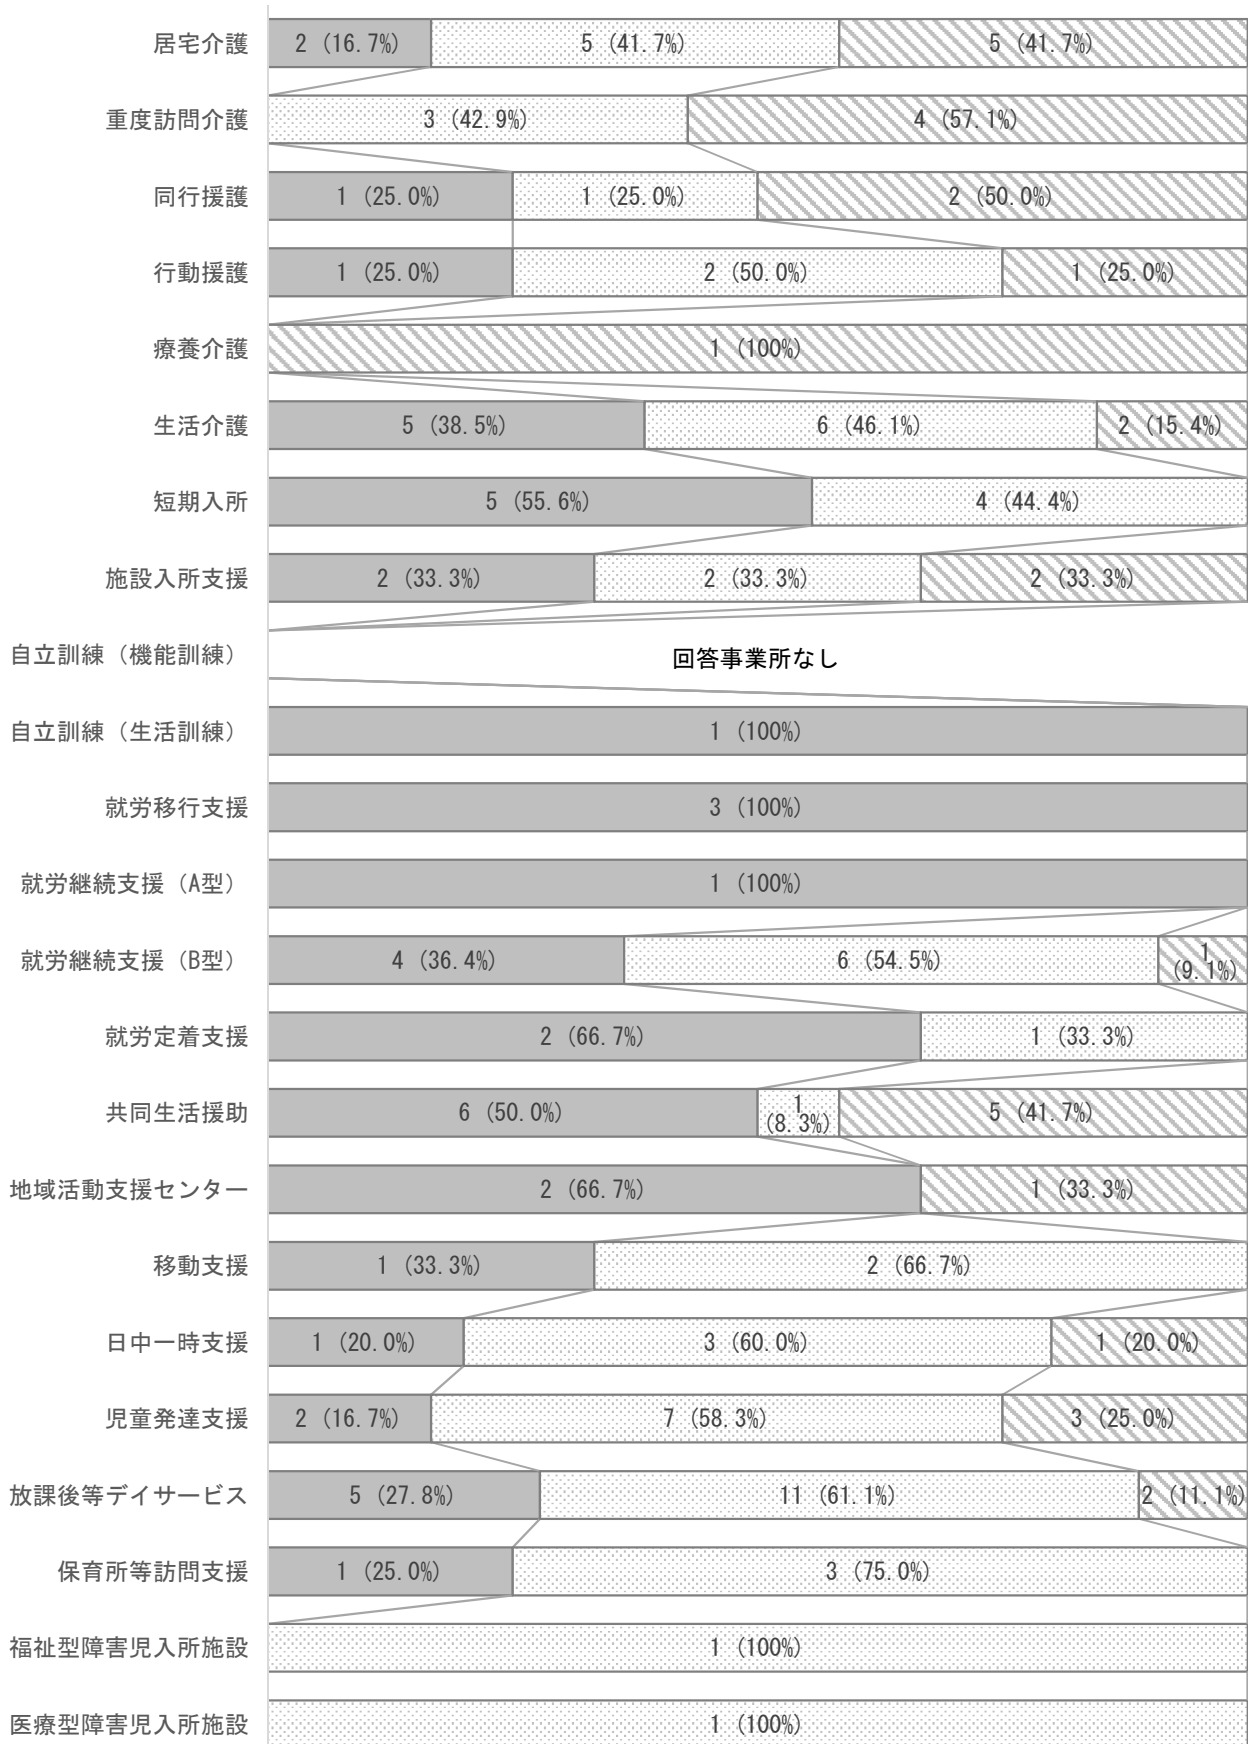 居宅介護 2 (16.7%) 5 (41.7%) 5 (41.7%)
重度訪問介護 3 (42.9%) 4 (57.1%)
同行援護 1 (25.0%) 1 (25.0%) 2 (50.0%)
行動援護 1 (25.0%) 2 (50.0%) 1 (25.0%)
療養介護 1 (100%)
生活介護 5 (38.5%) 6 (46.1%) 2 (15.4%)
短期入所 5 (55.6%) 4 (44.4%)
施設入所支援 2 (33.3%) 2 (33.3%) 2 (33.3%)
自立訓練（機能訓練） 回答事業所なし
自立訓練（生活訓練） 1 (100%)
就労移行支援 3 (100%)
就労継続支援（A型） 1 (100%)
就労継続支援（B型） 4 (36.4%) 6 (54.5%) 1 (9.1%)
就労定着支援 2 (66.7%) 1 (33.3%)
共同生活援助 6 (50.0%) 1 (8.3%) 5 (41.7%)
地域活動支援センター 2 (66.7%) 1 (33.3%)
移動支援 1 (33.3%) 2 (66.7%)
日中一時支援 1 (20.0%) 3 (60.0%) 1 (20.0%)
児童発達支援 2 (16.7%) 7 (58.3%) 3 (25.0%)
放課後等デイサービス 5 (27.8%) 11 (61.1%) 2 (11.1%)
保育所等訪問支援 1 (25.0%) 3 (75.0%)
福祉型障害児入所施設 1 (100%)
医療型障害児入所施設 1 (100%)